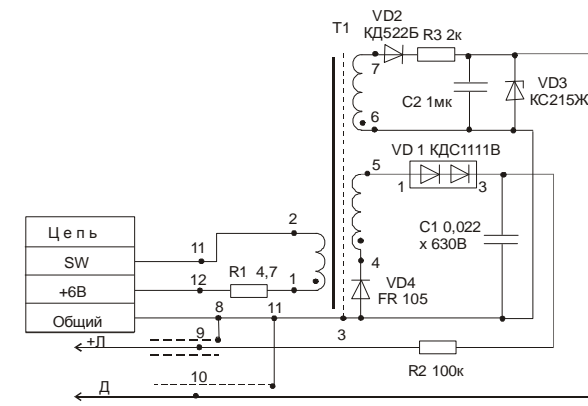 VD2
КД522Б
R3 2к
T1
7
C2 1мк
VD3
КС215Ж
6
VD 1 КДС1111В
5
1
3
C1 0,022
х 630В
Цепь
2
11
SW
4
+6В
12
R1 4,7
1
VD4
FR 105
Общий
8
11
+Л
9
3
R2 100к
Д
10